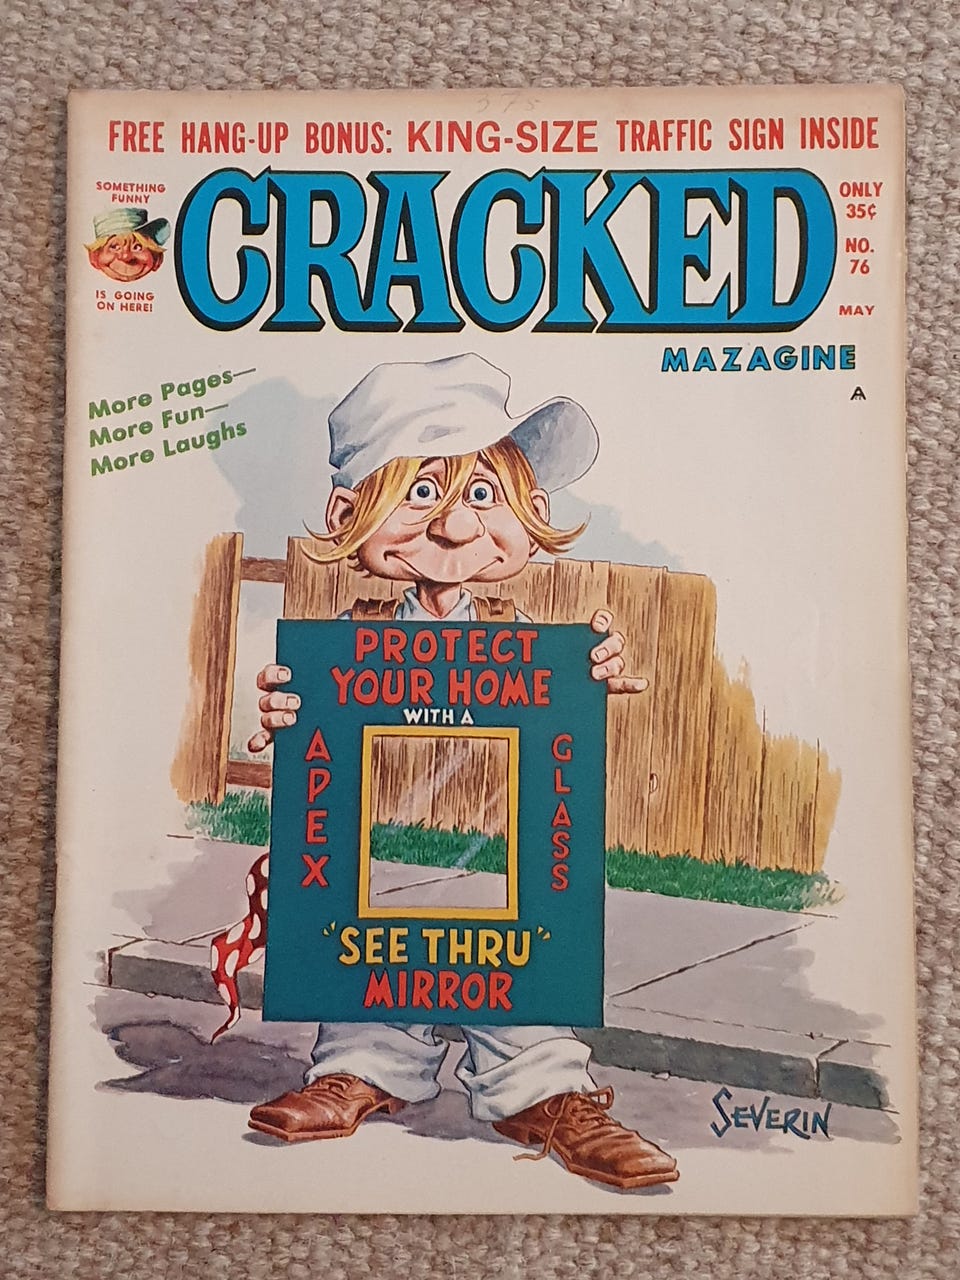 FREE HANG-UP BONUS: KING-SIZE TRAFFIC SIGN INSIDE
SOMETHING
FUNNY
IS GOING
ON HERE!
CRACKED
ONLY
35¢
NO.
76
MAY
MAZAGINE
More Pages—
More Fun—
More Laughs
PROTECT
YOUR HOME
WITH A
APEX
GLASS
"SEE THRU"
MIRROR
SEVERIN